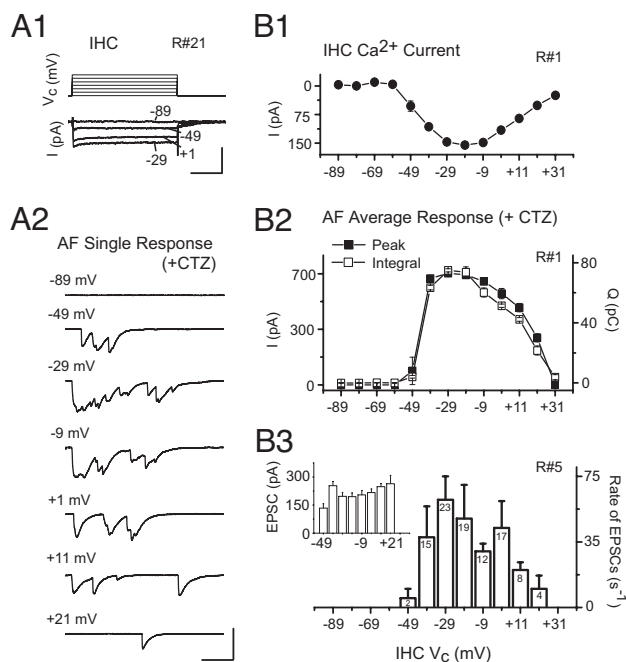 A1
IHC R#21
Vc (mV)
I (pA)
-89
-49
+1
-29
A2
AF Single Response
(+CTZ)
-89 mV
-49 mV
-29 mV
-9 mV
+1 mV
+11 mV
+21 mV
B1
IHC Ca2+ Current
R#1
I (pA)
0
50
100
150
-89 -69 -49 -29 -9 +11 +31
B2
AF Average Response (+ CTZ)
Peak
Integral
R#1
I (pA)
700
300
0
Q (pC)
80
40
0
-89 -69 -49 -29 -9 +11 +31
B3
R#5
EPSC (pA)
300
150
0
-49 -9 +21
2 15 23 19 12 17 8 4
Rate of EPSCs (s-1)
75
45
0
-89 -69 -49 -29 -9 +11 +31
IHC Vc (mV)